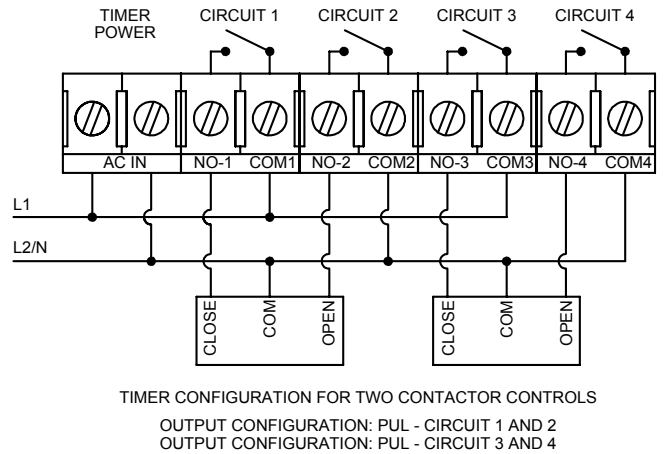 TIMER POWER
CIRCUIT 1
CIRCUIT 2
CIRCUIT 3
CIRCUIT 4
AC IN
NO-1
COM1
NO-2
COM2
NO-3
COM3
NO-4
COM4
L1
L2/N
CLOSE
COM
OPEN
CLOSE
COM
OPEN
TIMER CONFIGURATION FOR TWO CONTACTOR CONTROLS
OUTPUT CONFIGURATION: PUL - CIRCUIT 1 AND 2
OUTPUT CONFIGURATION: PUL - CIRCUIT 3 AND 4